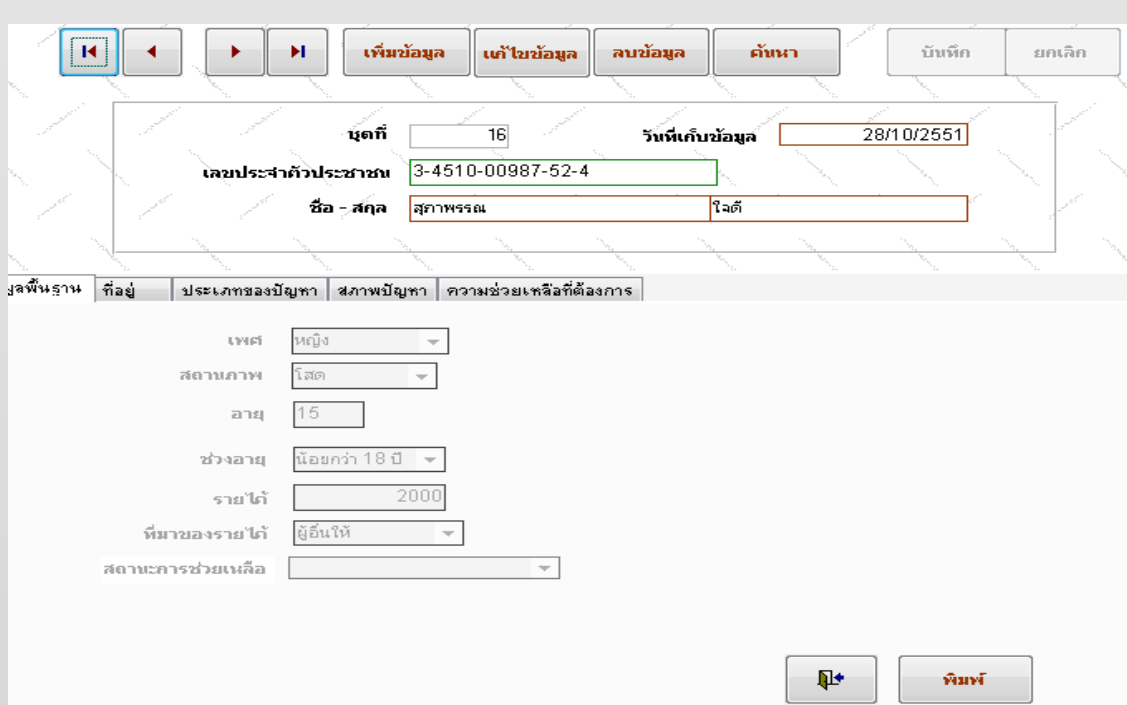 เพิ่มข้อมูล แก้ไขข้อมูล ลบข้อมูล ค้นหา บันทึก ยกเลิก
ชุดที่ 16 วันที่เก็บข้อมูล 28/10/2551
เลขประจำตัวประชาชน 3-4510-00987-52-4
ชื่อ - สกุล สุภาพรรณ ใจดี
มูลพื้นฐาน ที่อยู่ ประเภทของปัญหา สภาพปัญหา ความช่วยเหลือที่ต้องการ
เพศ หญิง
สถานภาพ โสด
อายุ 15
ช่วงอายุ น้อยกว่า 18 ปี
รายได้ 2000
ที่มาของรายได้ ผู้อื่นให้
สถานะการช่วยเหลือ
พิมพ์